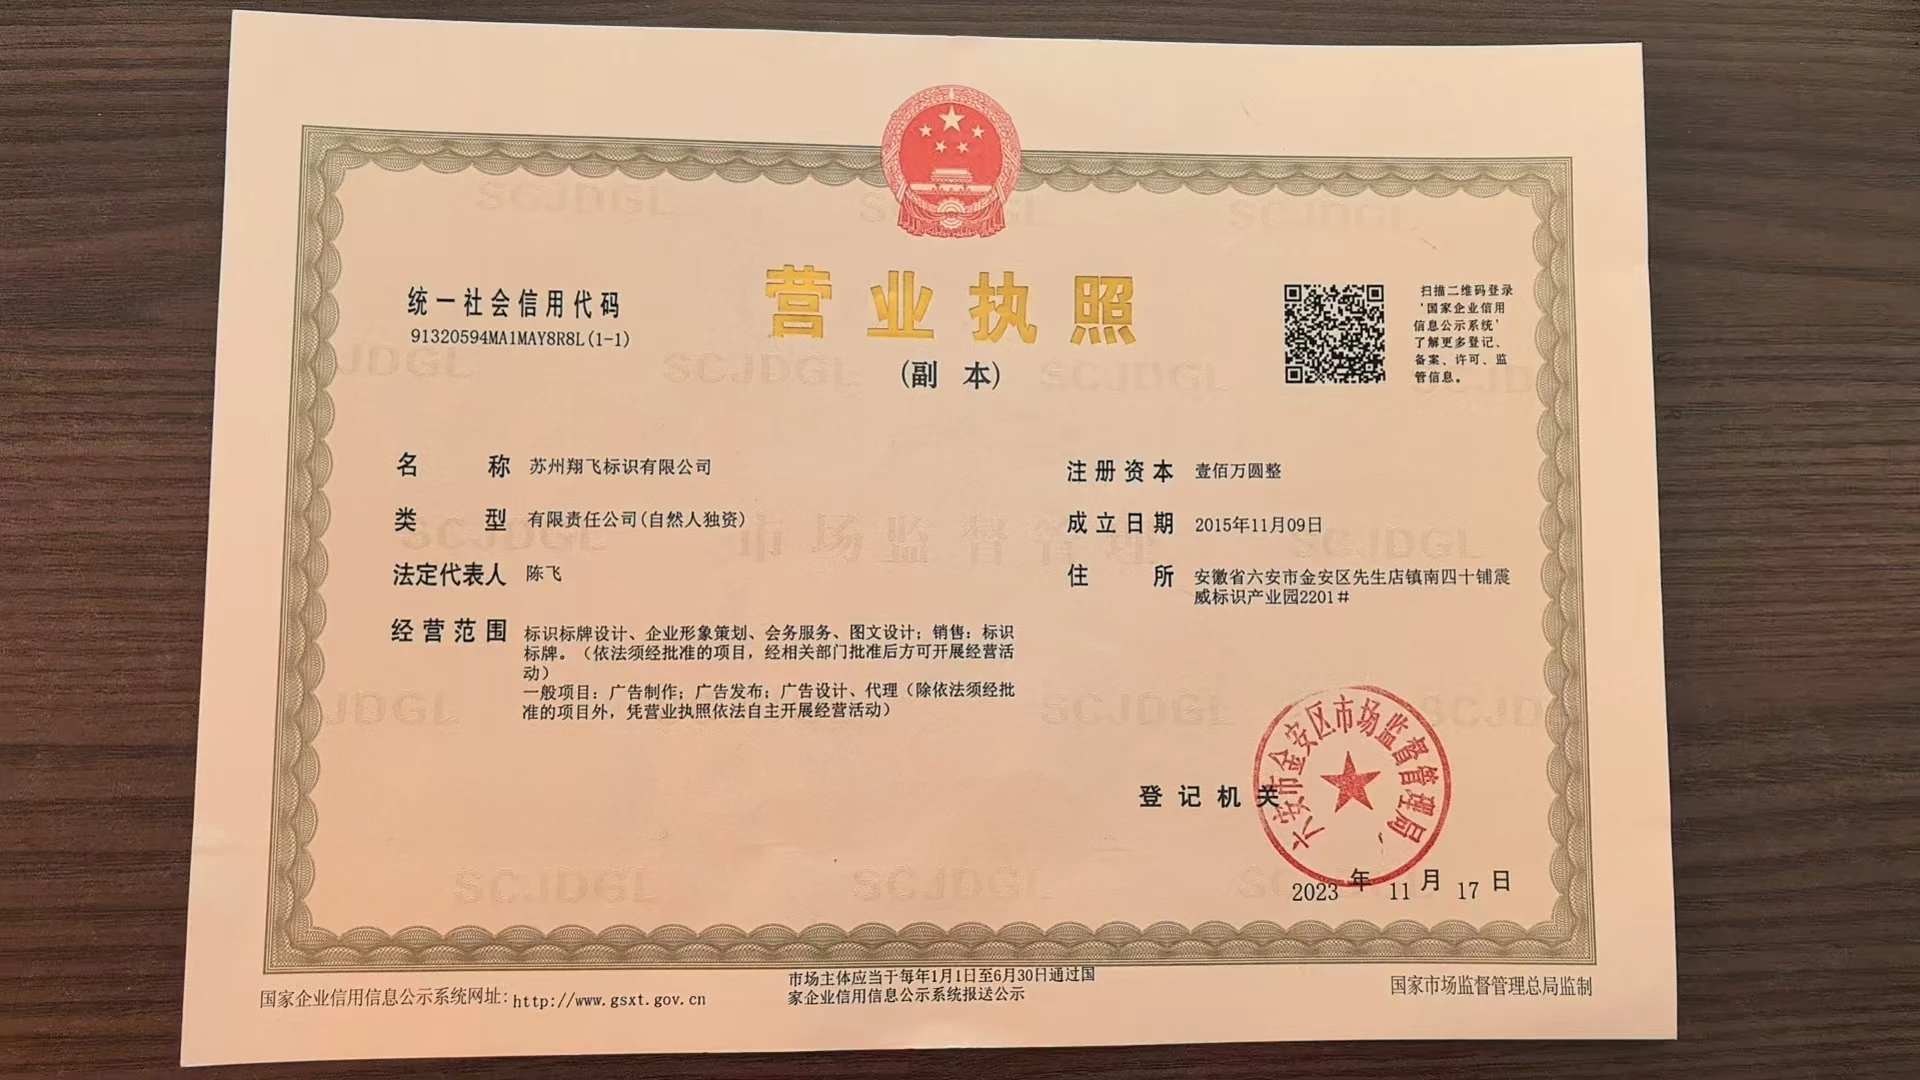 营业执照
(副 本)
统一社会信用代码
91320594MA1MAY8R8L(1-1)
扫描二维码登录
‘国家企业信用
信息公示系统’
了解更多登记、
备案、许可、监
管信息。
名 称 苏州翔飞标识有限公司
类 型 有限责任公司(自然人独资)
法定代表人 陈飞
经营范围 标识标牌设计、企业形象策划、会务服务、图文设计；销售：标识
标牌。（依法须经批准的项目，经相关部门批准后方可开展经营活
动）
一般项目：广告制作；广告发布；广告设计、代理（除依法须经批
准的项目外，凭营业执照依法自主开展经营活动）
注册资本 壹佰万圆整
成立日期 2015年11月09日
住 所 安徽省六安市金安区先生店镇南四十铺震
威标识产业园2201#
登记机关
六安市金安区市场监督管理局
2023 年 11 月 17 日
国家企业信用信息公示系统网址：http://www.gsxt.gov.cn
市场主体应当于每年1月1日至6月30日通过国
家企业信用信息公示系统报送公示
国家市场监督管理总局监制
SCJDGL
市场监督管理